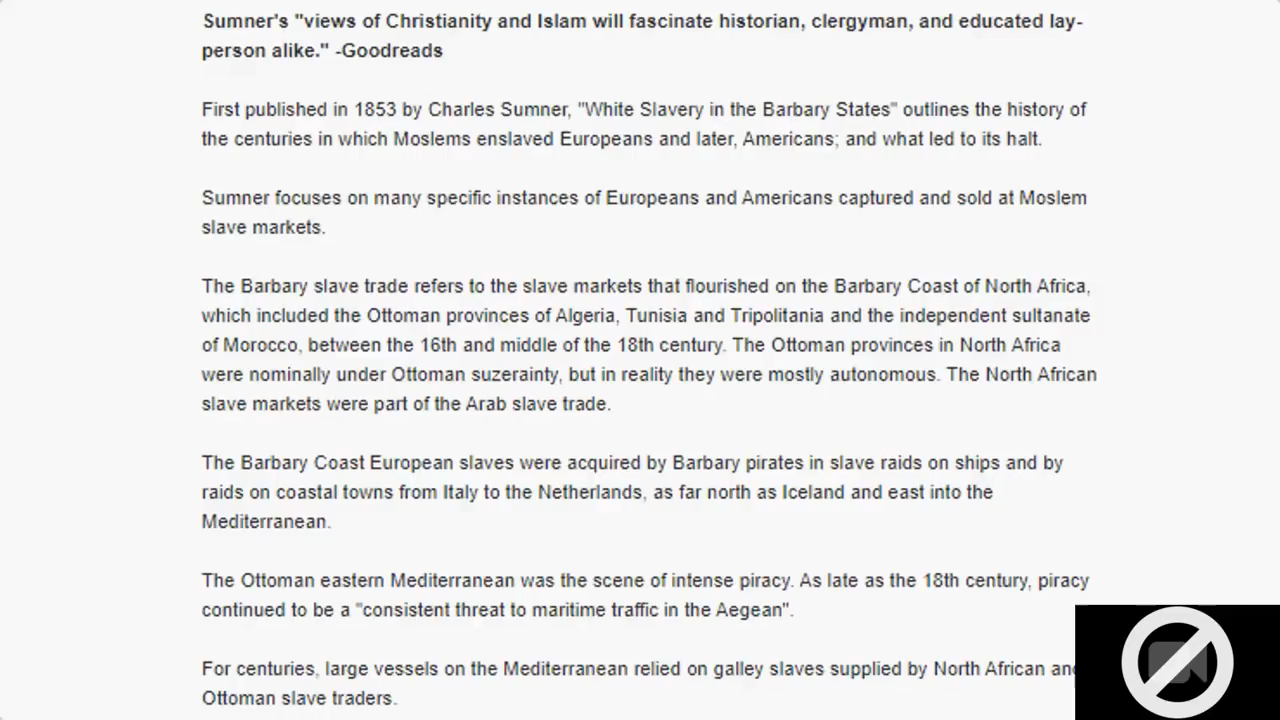 Sumner's "views of Christianity and Islam will fascinate historian, clergyman, and educated lay-
person alike." -Goodreads
First published in 1853 by Charles Sumner, "White Slavery in the Barbary States" outlines the history of
the centuries in which Moslems enslaved Europeans and later, Americans; and what led to its halt.
Sumner focuses on many specific instances of Europeans and Americans captured and sold at Moslem
slave markets.
The Barbary slave trade refers to the slave markets that flourished on the Barbary Coast of North Africa,
which included the Ottoman provinces of Algeria, Tunisia and Tripolitania and the independent sultanate
of Morocco, between the 16th and middle of the 18th century. The Ottoman provinces in North Africa
were nominally under Ottoman suzerainty, but in reality they were mostly autonomous. The North African
slave markets were part of the Arab slave trade.
The Barbary Coast European slaves were acquired by Barbary pirates in slave raids on ships and by
raids on coastal towns from Italy to the Netherlands, as far north as Iceland and east into the
Mediterranean.
The Ottoman eastern Mediterranean was the scene of intense piracy. As late as the 18th century, piracy
continued to be a "consistent threat to maritime traffic in the Aegean".
For centuries, large vessels on the Mediterranean relied on galley slaves supplied by North African and
Ottoman slave traders.